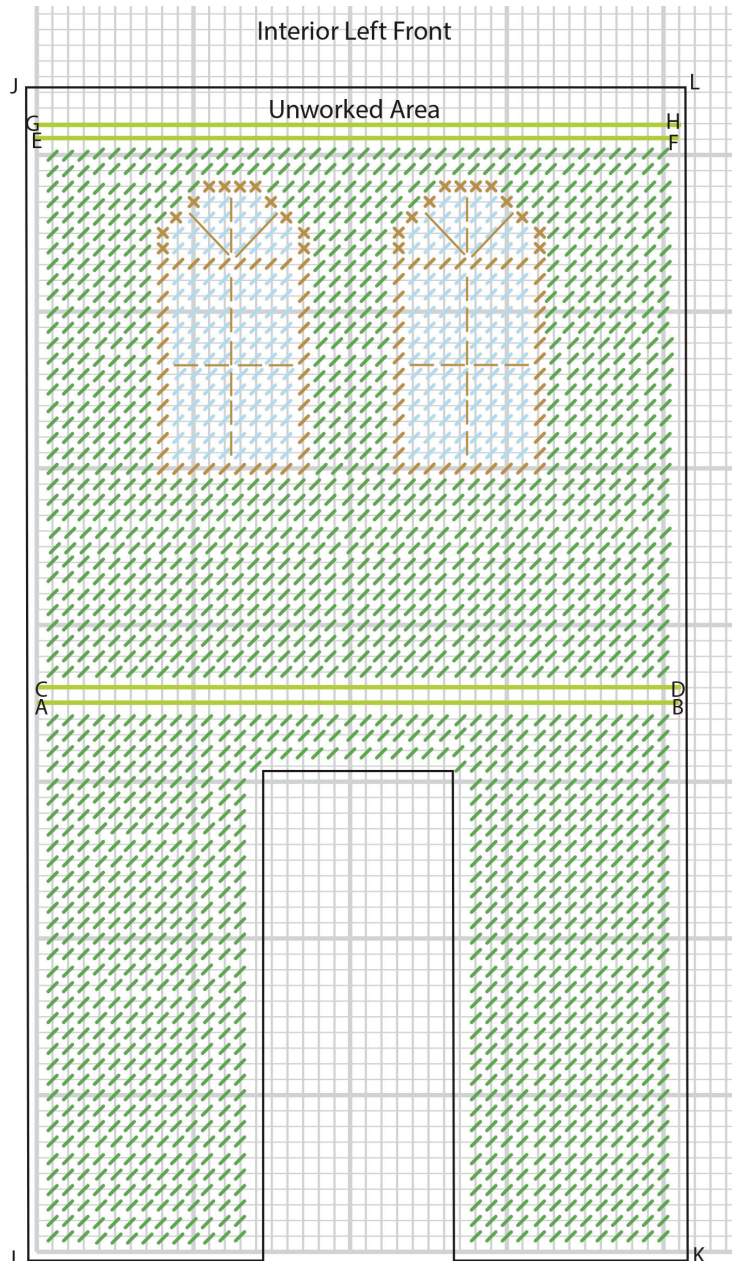 Interior Left Front
J L
Unworked Area
G H
E F
C D
A B
I K